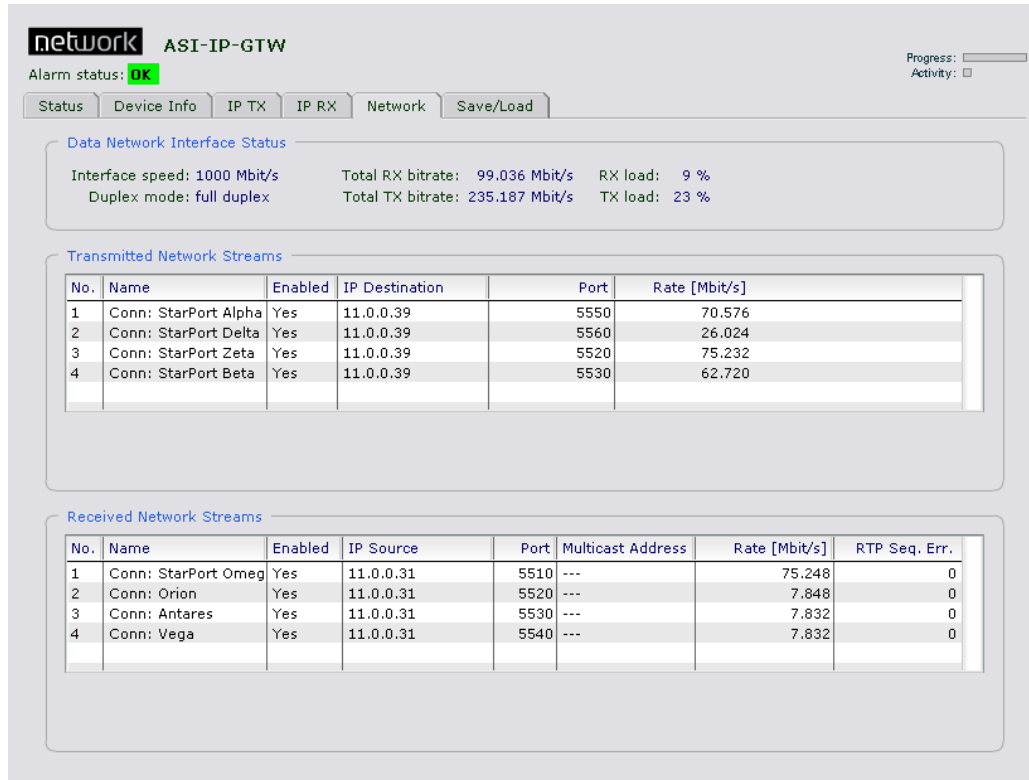 network ASI-IP-GTW
Progress:
Alarm status: OK
Activity:
Status Device Info IP TX IP RX Network Save/Load
Data Network Interface Status
Interface speed: 1000 Mbit/s Total RX bitrate: 99.036 Mbit/s RX load: 9 %
Duplex mode: full duplex Total TX bitrate: 235.187 Mbit/s TX load: 23 %
Transmitted Network Streams
No. Name Enabled IP Destination Port Rate [Mbit/s]
1 Conn: StarPort Alpha Yes 11.0.0.39 5550 70.576
2 Conn: StarPort Delta Yes 11.0.0.39 5560 26.024
3 Conn: StarPort Zeta Yes 11.0.0.39 5520 75.232
4 Conn: StarPort Beta Yes 11.0.0.39 5530 62.720
Received Network Streams
No. Name Enabled IP Source Port Multicast Address Rate [Mbit/s] RTP Seq. Err.
1 Conn: StarPort Omeg Yes 11.0.0.31 5510 --- 75.248 0
2 Conn: Orion Yes 11.0.0.31 5520 --- 7.848 0
3 Conn: Antares Yes 11.0.0.31 5530 --- 7.832 0
4 Conn: Vega Yes 11.0.0.31 5540 --- 7.832 0